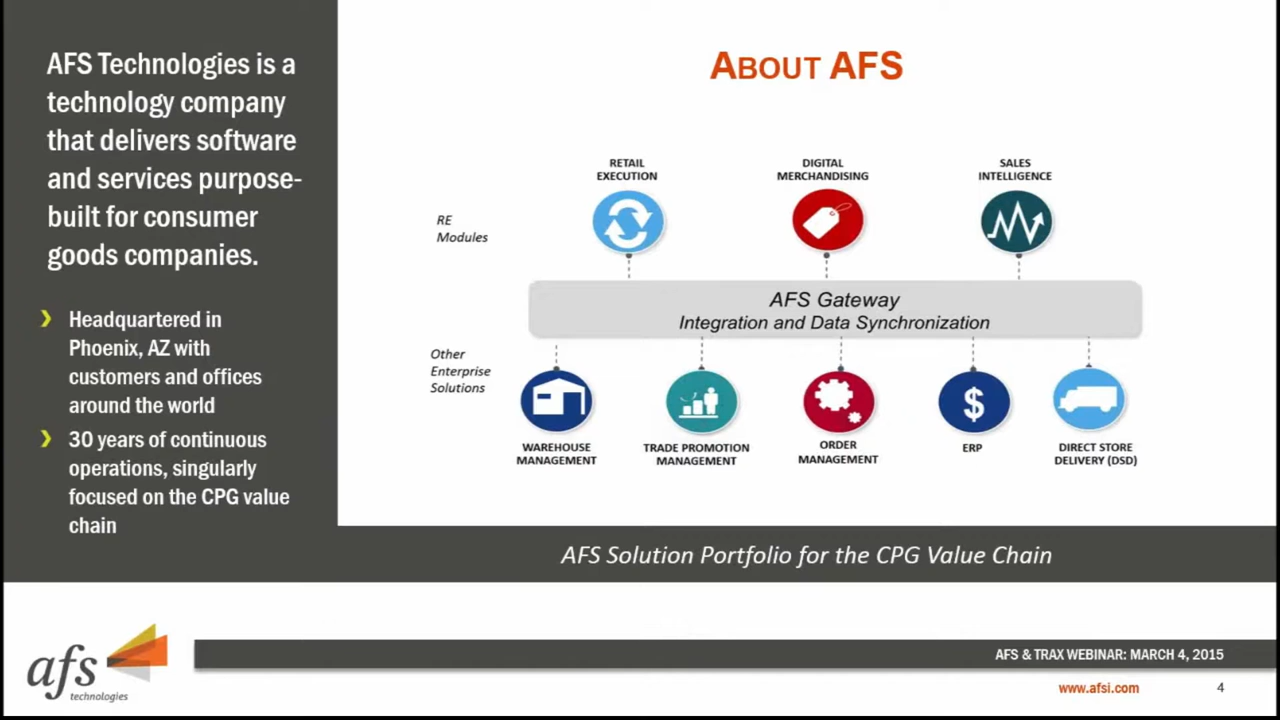 AFS Technologies is a
technology company
that delivers software
and services purpose-
built for consumer
goods companies.
Headquartered in
Phoenix, AZ with
customers and offices
around the world
30 years of continuous
operations, singularly
focused on the CPG value
chain
ABOUT AFS
RETAIL
EXECUTION
DIGITAL
MERCHANDISING
SALES
INTELLIGENCE
RE
Modules
AFS Gateway
Integration and Data Synchronization
Other
Enterprise
Solutions
$
WAREHOUSE
MANAGEMENT
TRADE PROMOTION
MANAGEMENT
ORDER
MANAGEMENT
ERP
DIRECT STORE
DELIVERY (DSD)
AFS Solution Portfolio for the CPG Value Chain
afs
technologies
AFS & TRAX WEBINAR: MARCH 4, 2015
www.afsi.com
4